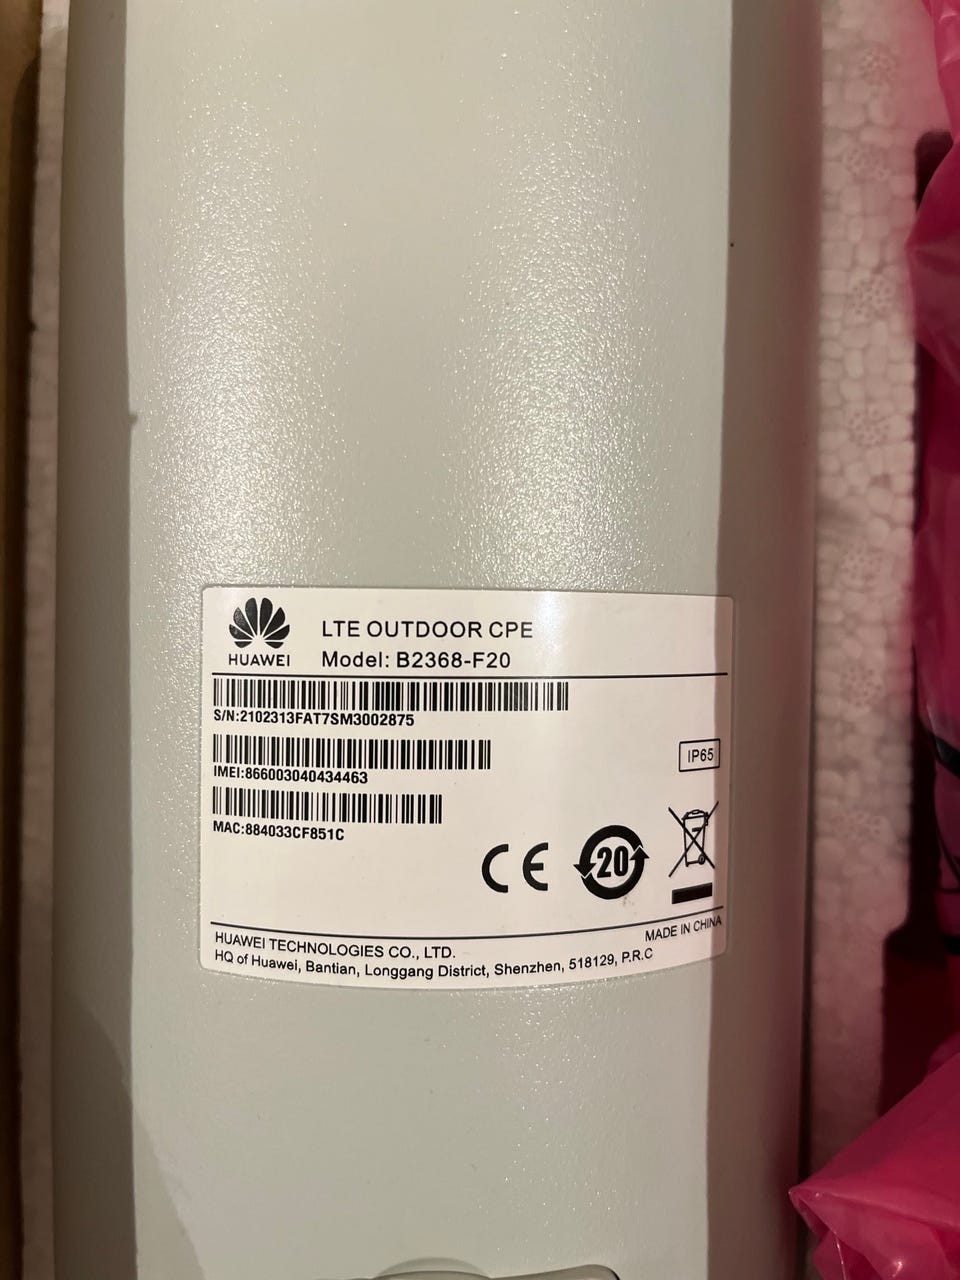 HUAWEI
LTE OUTDOOR CPE
Model: B2368-F20
S/N:2102313FAT7SM3002875
IMEI:866003040434463
MAC:884033CF851C
IP65
CE
20
MADE IN CHINA
HUAWEI TECHNOLOGIES CO., LTD.
HQ of Huawei, Bantian, Longgang District, Shenzhen, 518129, P.R.C